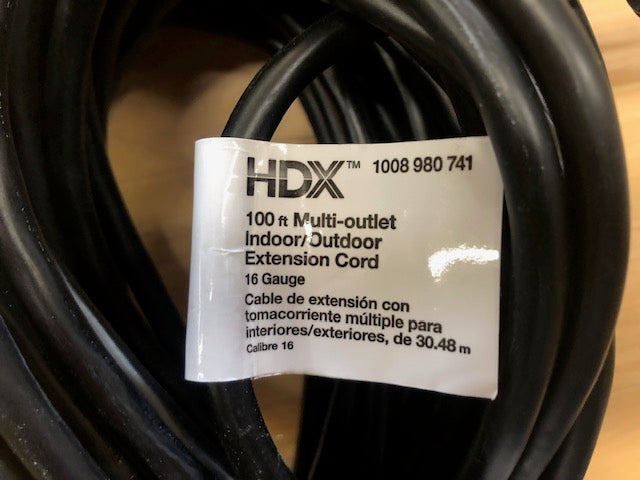 HDX™ 1008 980 741
100 ft Multi-outlet
Indoor/Outdoor
Extension Cord
16 Gauge
Cable de extensión con
tomacorriente múltiple para
interiores/exteriores, de 30.48 m
Calibre 16